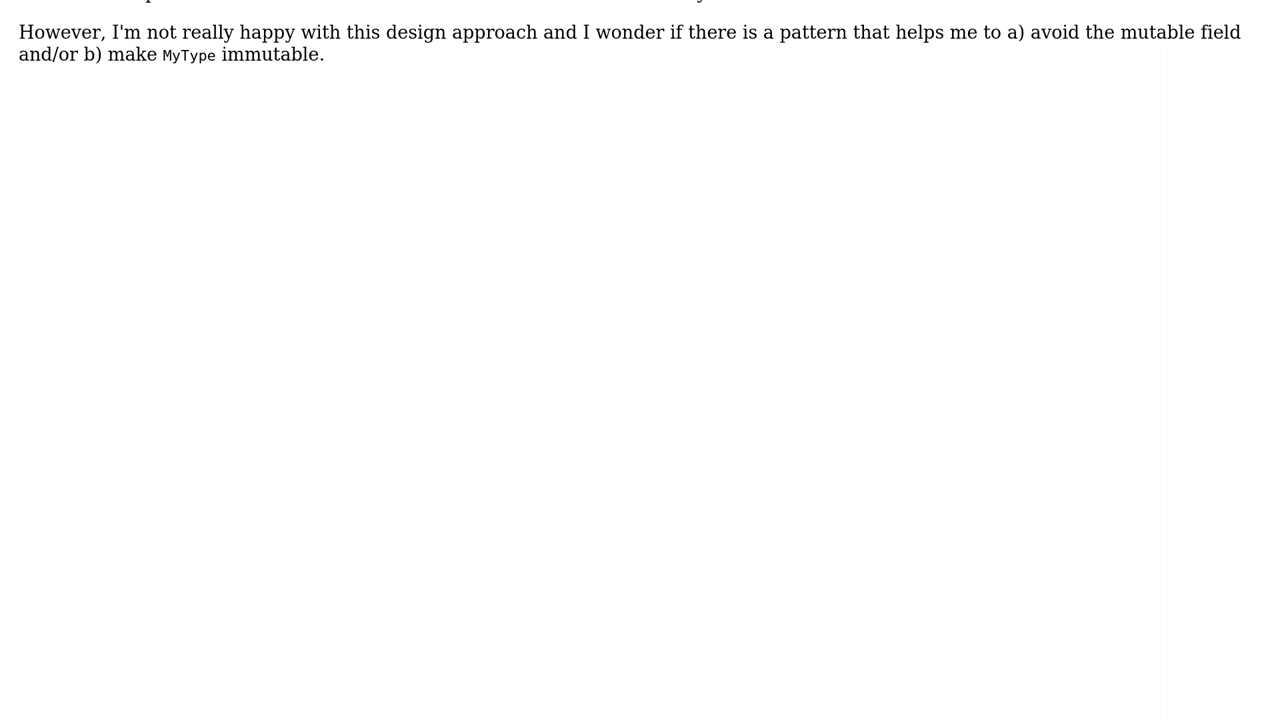 However, I'm not really happy with this design approach and I wonder if there is a pattern that helps me to a) avoid the mutable field
and/or b) make MyType immutable.